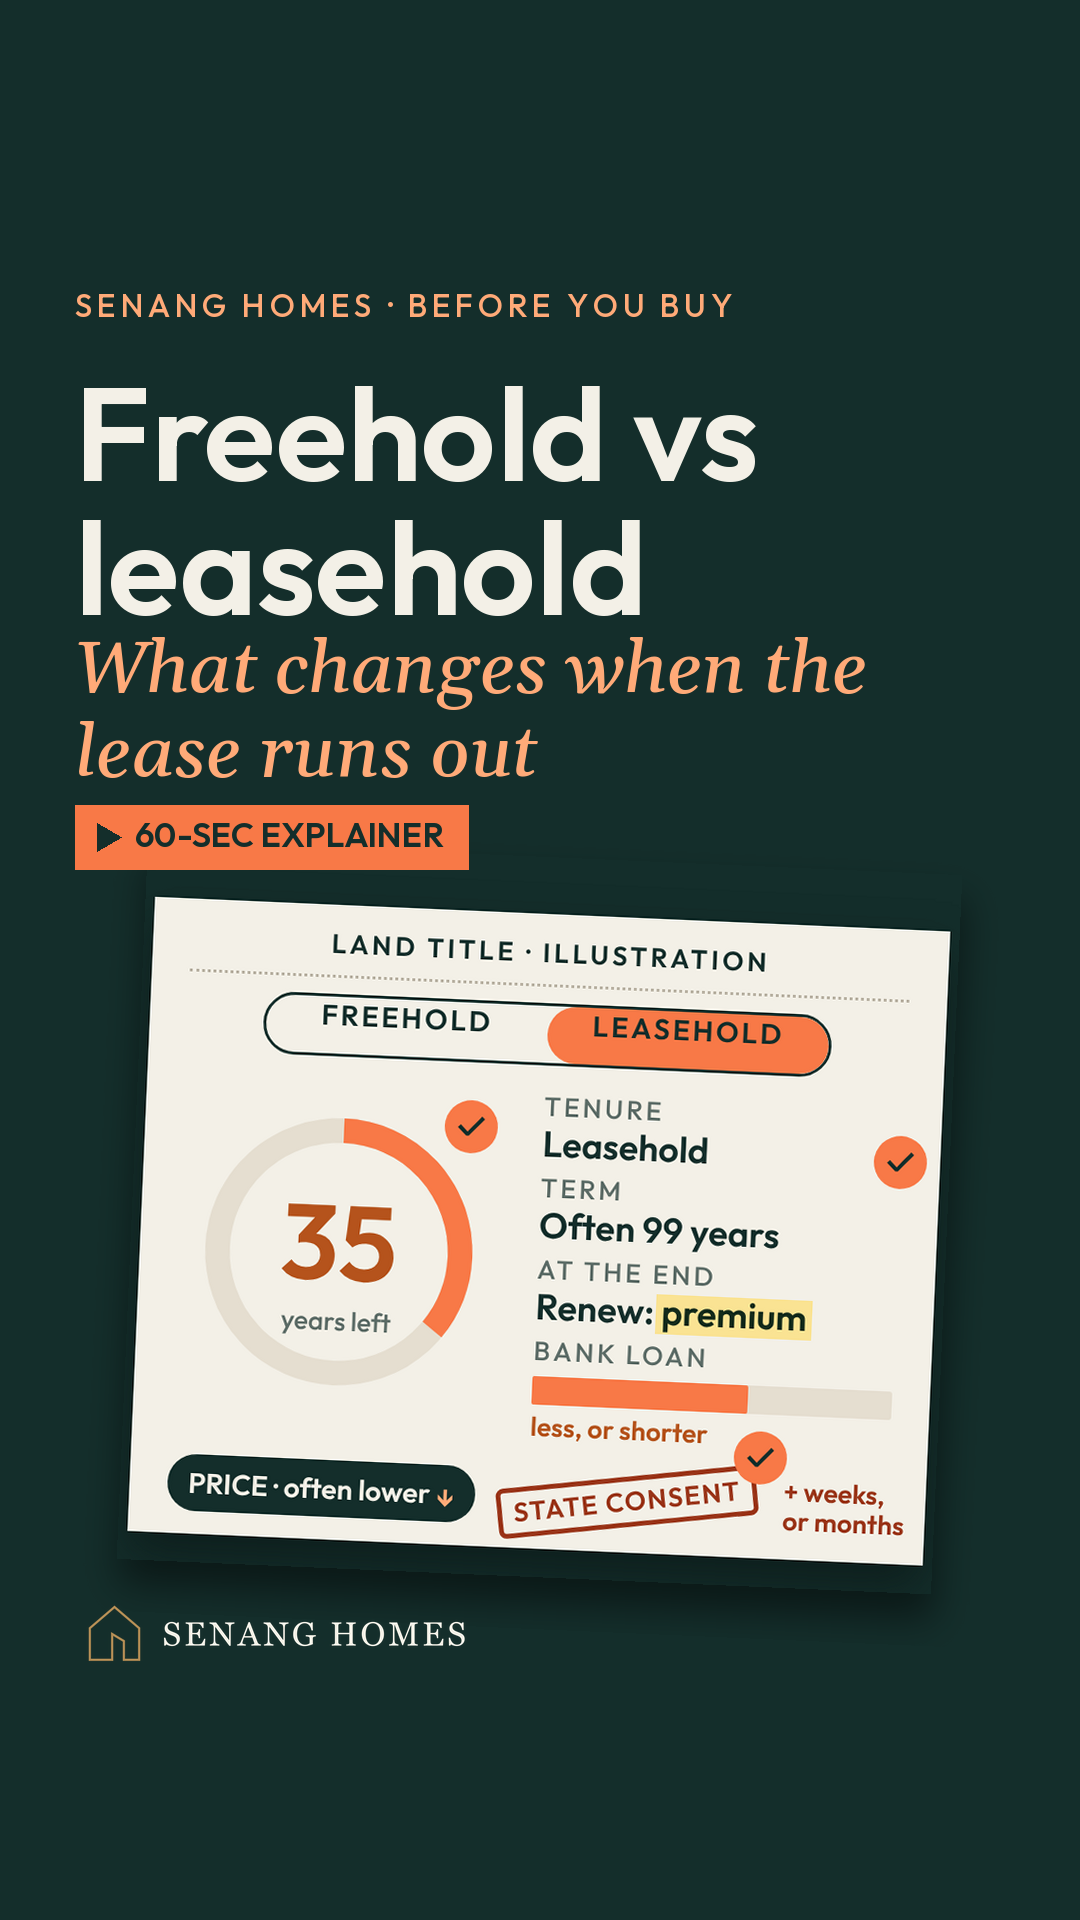 SENANG HOMES · BEFORE YOU BUY
Freehold vs
leasehold
What changes when the
lease runs out
60-SEC EXPLAINER
LAND TITLE · ILLUSTRATION
FREEHOLD
LEASEHOLD
35
years left
TENURE
Leasehold
TERM
Often 99 years
AT THE END
Renew: premium
BANK LOAN
less, or shorter
PRICE · often lower ↓
STATE CONSENT
+ weeks,
or months
SENANG HOMES